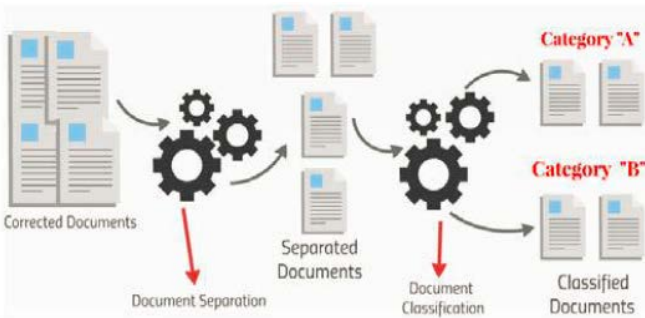 Category "A"
Category "B"
Corrected Documents
Separated
Documents
Document Separation
Document
Classification
Classified
Documents